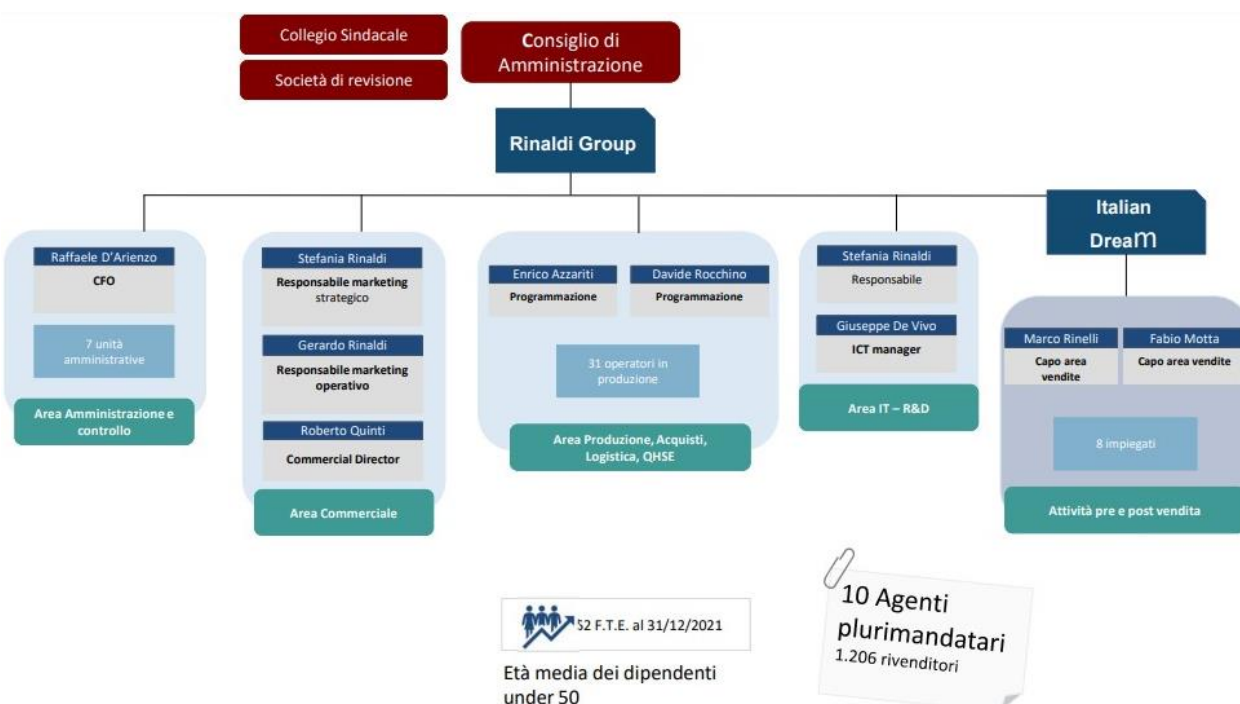 Collegio Sindacale
Società di revisione
Consiglio di
Amministrazione
Rinaldi Group
Italian
Dream
Raffaele D'Arienzo
CFO
7 unità
amministrative
Area Amministrazione e
controllo
Stefania Rinaldi
Responsabile marketing
strategico
Gerardo Rinaldi
Responsabile marketing
operativo
Roberto Quinti
Commercial Director
Area Commerciale
Enrico Azzariti
Programmazione
Davide Rocchino
Programmazione
31 operatori in
produzione
Area Produzione, Acquisti,
Logistica, QHSE
Stefania Rinaldi
Responsabile
Giuseppe De Vivo
ICT manager
Area IT – R&D
Marco Rinelli
Capo area
vendite
Fabio Motta
Capo area vendite
8 impiegati
Attività pre e post vendita
52 F.T.E. al 31/12/2021
Età media dei dipendenti
under 50
10 Agenti
plurimandatari
1.206 rivenditori